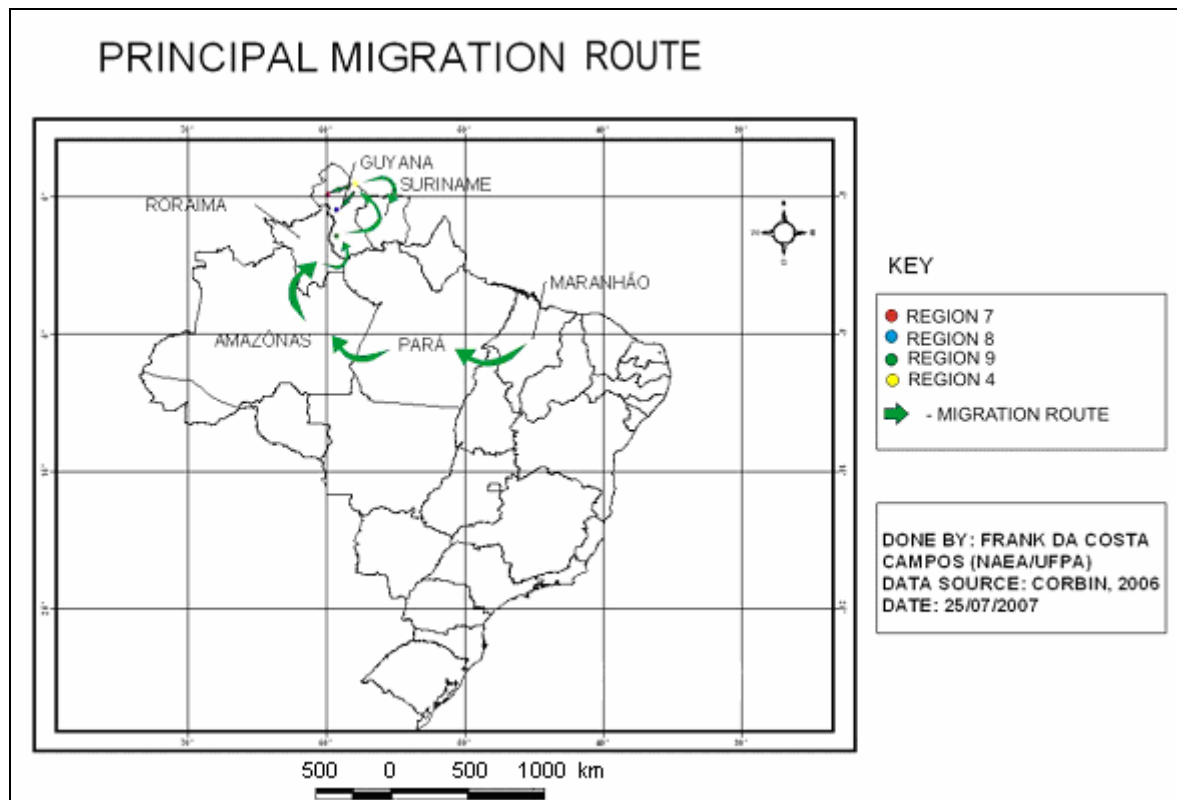 PRINCIPAL MIGRATION ROUTE
GUYANA
SURINAME
RORAIMA
MARANHÃO
AMAZÔNAS
PARÁ
KEY
REGION 7
REGION 8
REGION 9
REGION 4
- MIGRATION ROUTE
DONE BY: FRANK DA COSTA
CAMPOS (NAEA/UFPA)
DATA SOURCE: CORBIN, 2006
DATE: 25/07/2007
500 0 500 1000 km